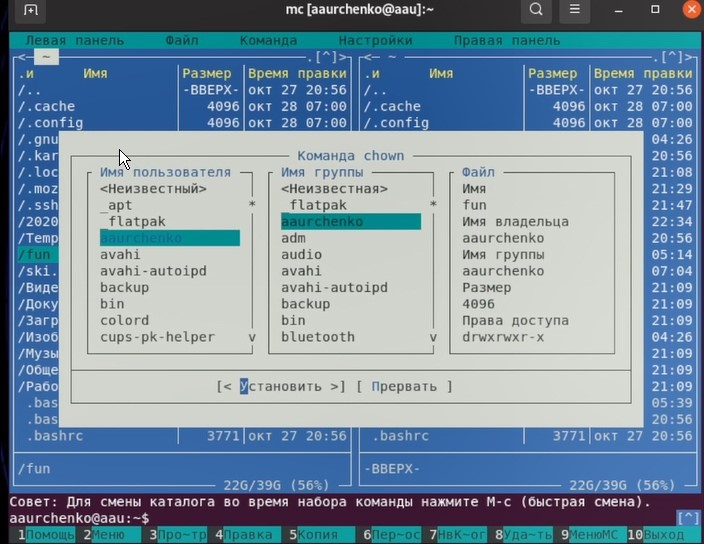 mc [aaurchenko@aau]:~
Левая панель Файл Команда Настройки Правая панель
<— ~ .[^]> <— ~ .[^]>
.и Имя Размер Время правки .и Имя Размер Время правки
/.. -ВВЕРХ- окт 27 20:56 /.. -ВВЕРХ- окт 27 20:56
/.cache 4096 окт 28 07:00 /.cache 4096 окт 28 07:00
/.config 4096 окт 28 07:00 /.config 4096 окт 28 07:00
/.gnu 04:26
Команда chown
/.kar 20:56
/.loc Имя пользователя Имя группы Файл 21:08
/.moz <Неизвестный> <Неизвестная> Имя 21:29
/.ssh _apt * _flatpak * fun 21:47
/2020 _flatpak aaurchenko Имя владельца 22:34
/Temp aaurchenko adm aaurchenko 20:56
/fun avahi audio Имя группы 05:14
/ski. avahi-autoipd avahi aaurchenko 07:04
/Виде backup avahi-autoipd Размер 21:09
/Доку bin backup 4096 21:09
/Загр colord bin Права доступа 21:09
/Изоб cups-pk-helper v bluetooth v drwxrwxr-x 04:26
/Музы 21:09
/Обще 21:09
/Рабо [< Установить >] [ Прервать ] 21:09
.bas 05:39
.bas 20:56
.bashrc 3771 окт 27 20:56 .bashrc 3771 окт 27 20:56
/fun -ВВЕРХ-
22G/39G (56%) 22G/39G (56%)
Совет: Для смены каталога во время набора команды нажмите M-c (быстрая смена).
aaurchenko@aau:~$ [^]
1Помощь 2Меню 3Про~тр 4Правка 5Копия 6Пер~ос 7НвК~ог 8Уда~ть 9МенюMC 10Выход